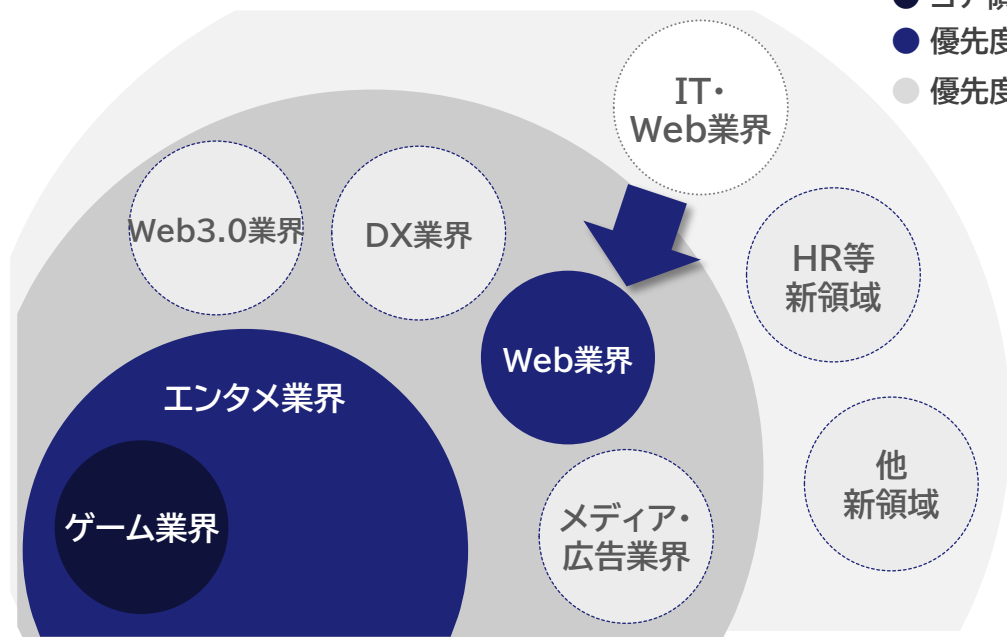 優先度
優先度
IT・
Web業界
Web3.0業界
DX業界
HR等
新領域
Web業界
エンタメ業界
他
新領域
ゲーム業界
メディア・
広告業界